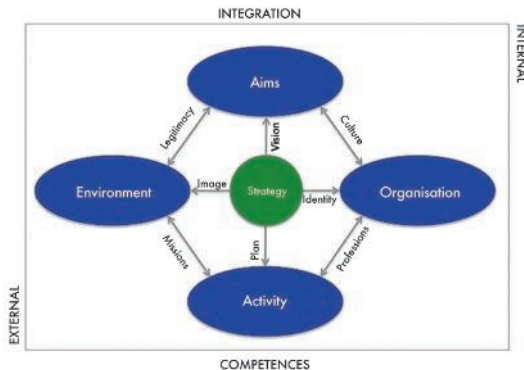 INTEGRATION
INTERNAL
Aims
Legitimacy
Vision
Culture
Environment
Image
Strategy
Identity
Organisation
Missions
Plan
Professions
Activity
EXTERNAL
COMPETENCES